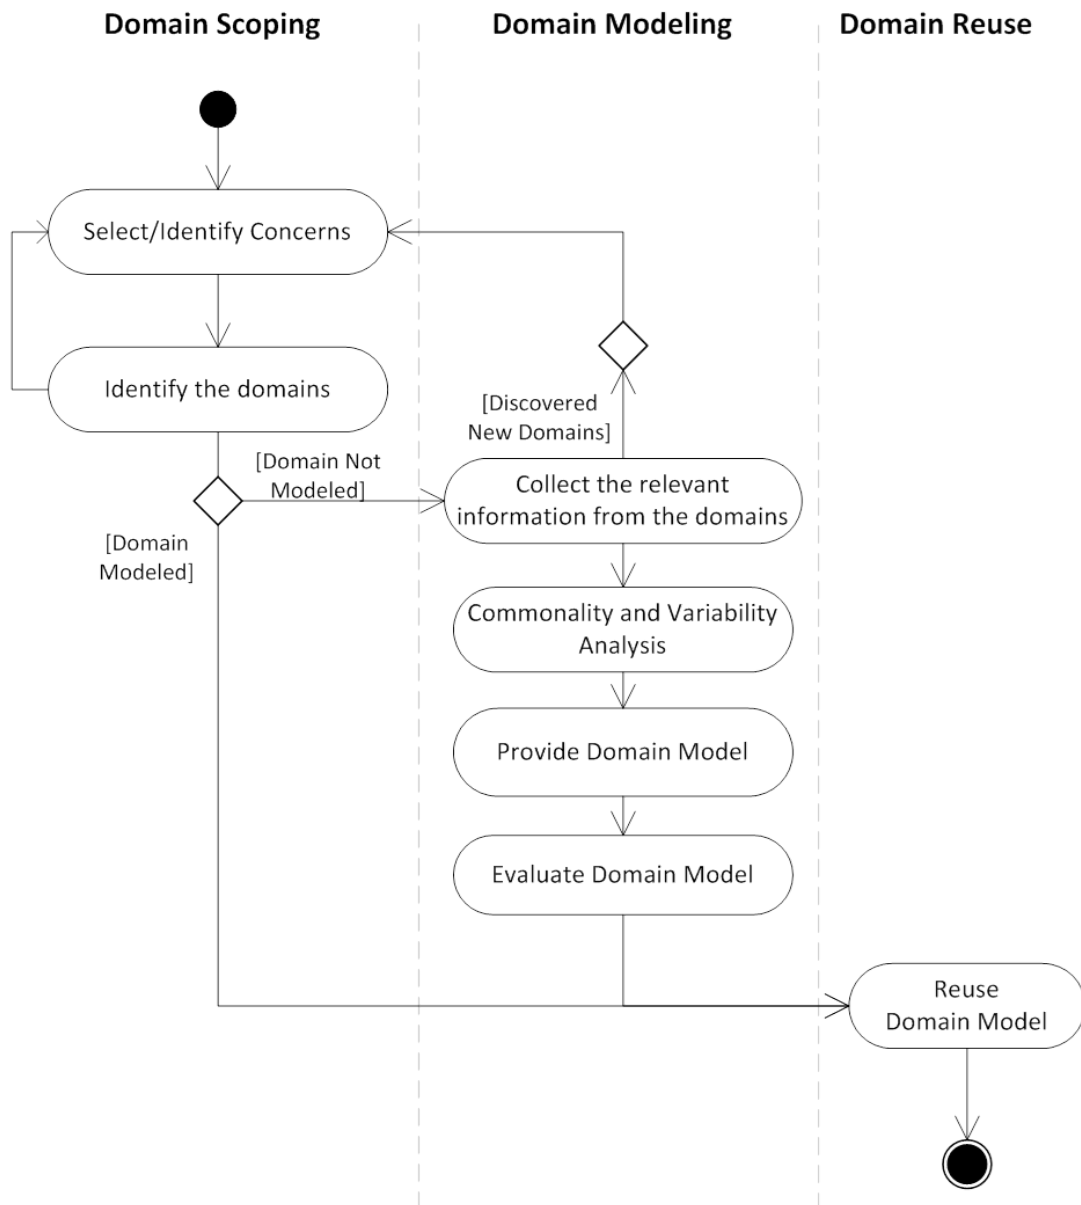 Domain Scoping
Domain Modeling
Domain Reuse
Select/Identify Concerns
Identify the domains
[Discovered
New Domains]
[Domain Not
Modeled]
Collect the relevant
information from the domains
[Domain
Modeled]
Commonality and Variability
Analysis
Provide Domain Model
Evaluate Domain Model
Reuse
Domain Model